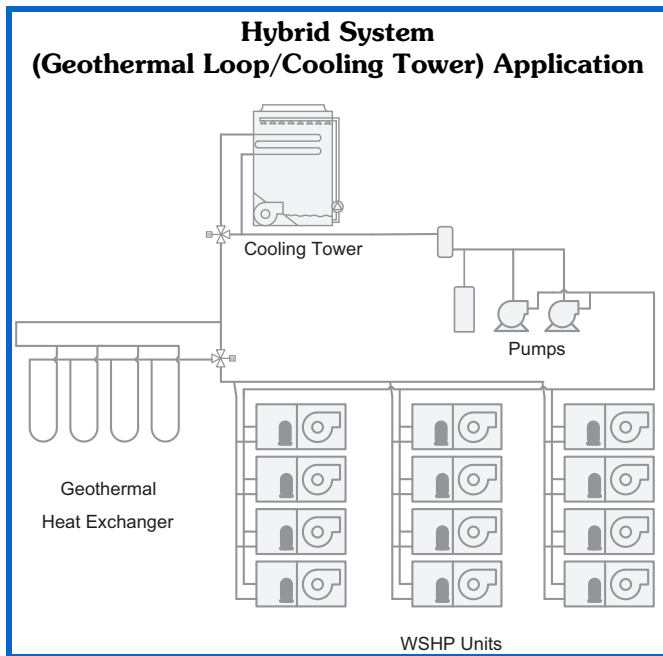 Hybrid System
(Geothermal Loop/Cooling Tower) Application
Cooling Tower
Pumps
Geothermal
Heat Exchanger
WSHP Units